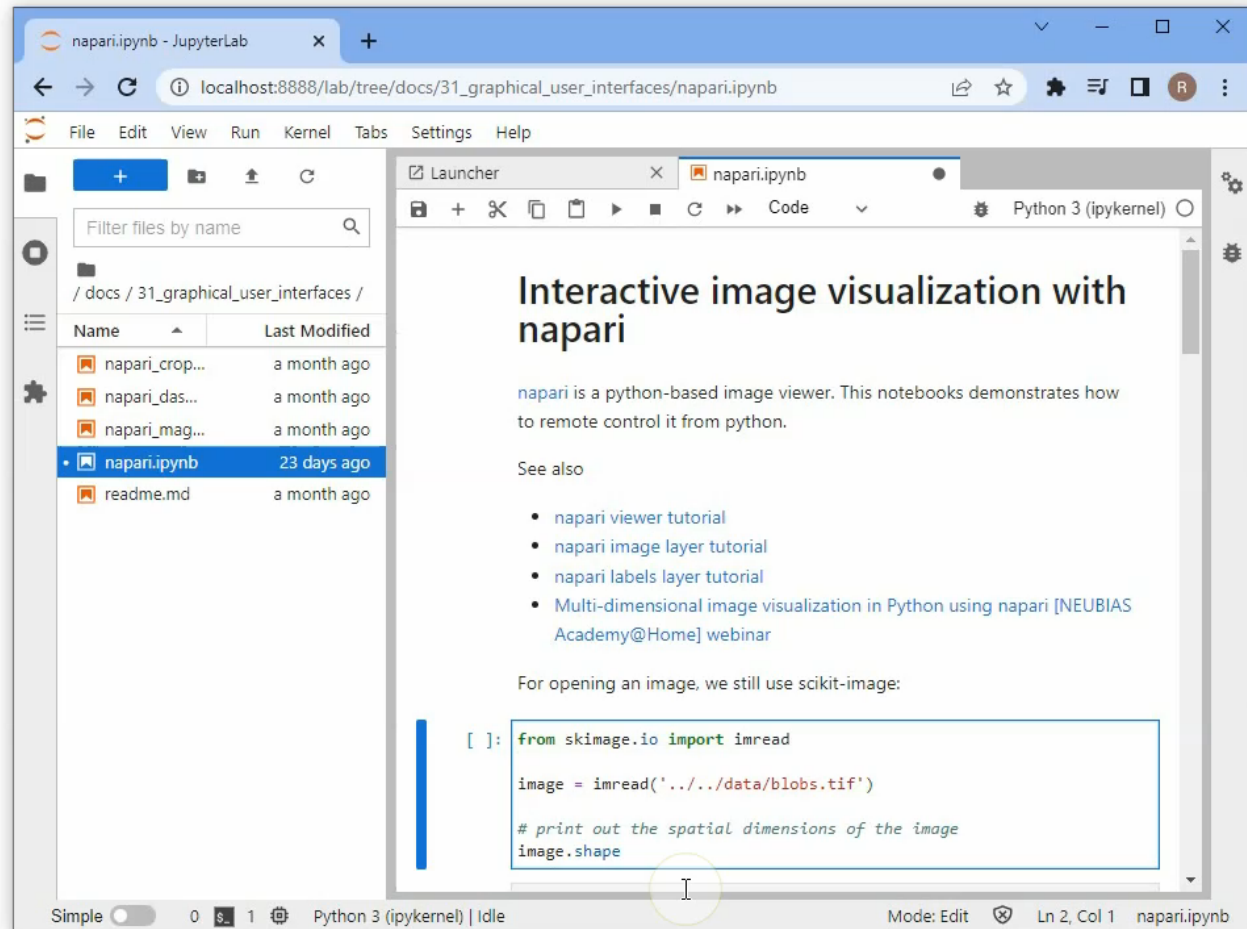 napari.ipynb - JupyterLab
localhost:8888/lab/tree/docs/31_graphical_user_interfaces/napari.ipynb
R
File Edit View Run Kernel Tabs Settings Help
Launcher
napari.ipynb
Code
Python 3 (ipykernel)
Filter files by name
/ docs / 31_graphical_user_interfaces /
Name Last Modified
napari_crop... a month ago
napari_das... a month ago
napari_mag... a month ago
napari.ipynb 23 days ago
readme.md a month ago
Interactive image visualization with
napari
napari is a python-based image viewer. This notebooks demonstrates how
to remote control it from python.
See also
• napari viewer tutorial
• napari image layer tutorial
• napari labels layer tutorial
• Multi-dimensional image visualization in Python using napari [NEUBIAS
Academy@Home] webinar
For opening an image, we still use scikit-image:
[ ]: from skimage.io import imread
image = imread('../../data/blobs.tif')
# print out the spatial dimensions of the image
image.shape
Simple 0 $_ 1 Python 3 (ipykernel) | Idle Mode: Edit Ln 2, Col 1 napari.ipynb